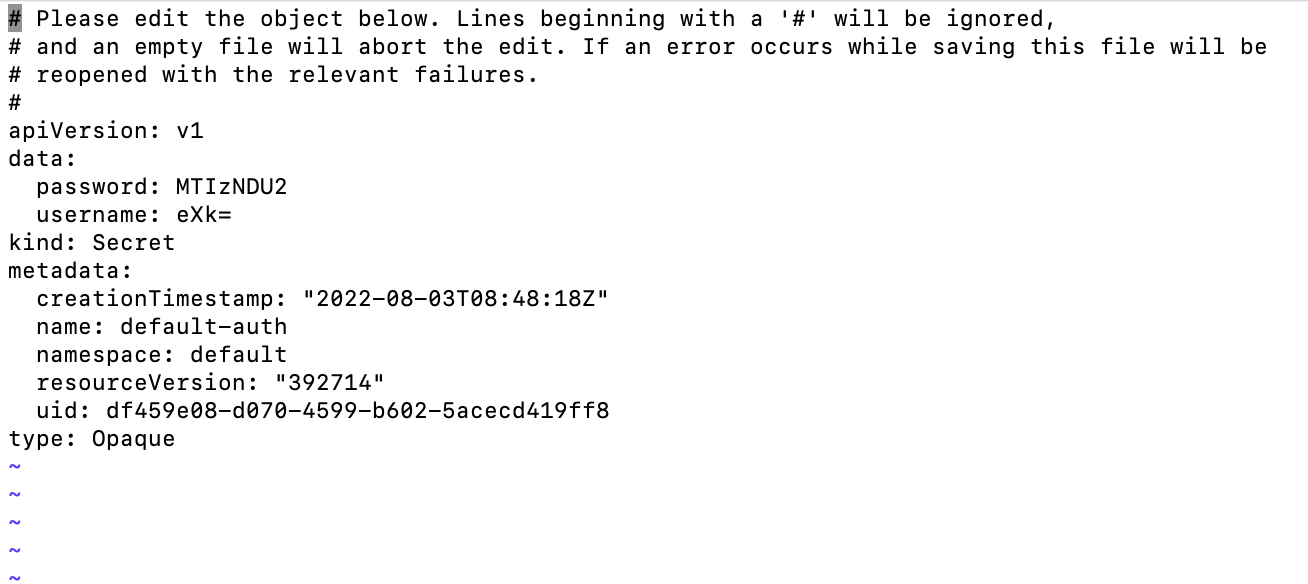 # Please edit the object below. Lines beginning with a '#' will be ignored,
# and an empty file will abort the edit. If an error occurs while saving this file will be
# reopened with the relevant failures.
#
apiVersion: v1
data:
  password: MTIzNDU2
  username: eXk=
kind: Secret
metadata:
  creationTimestamp: "2022-08-03T08:48:18Z"
  name: default-auth
  namespace: default
  resourceVersion: "392714"
  uid: df459e08-d070-4599-b602-5acecd419ff8
type: Opaque
~
~
~
~
~